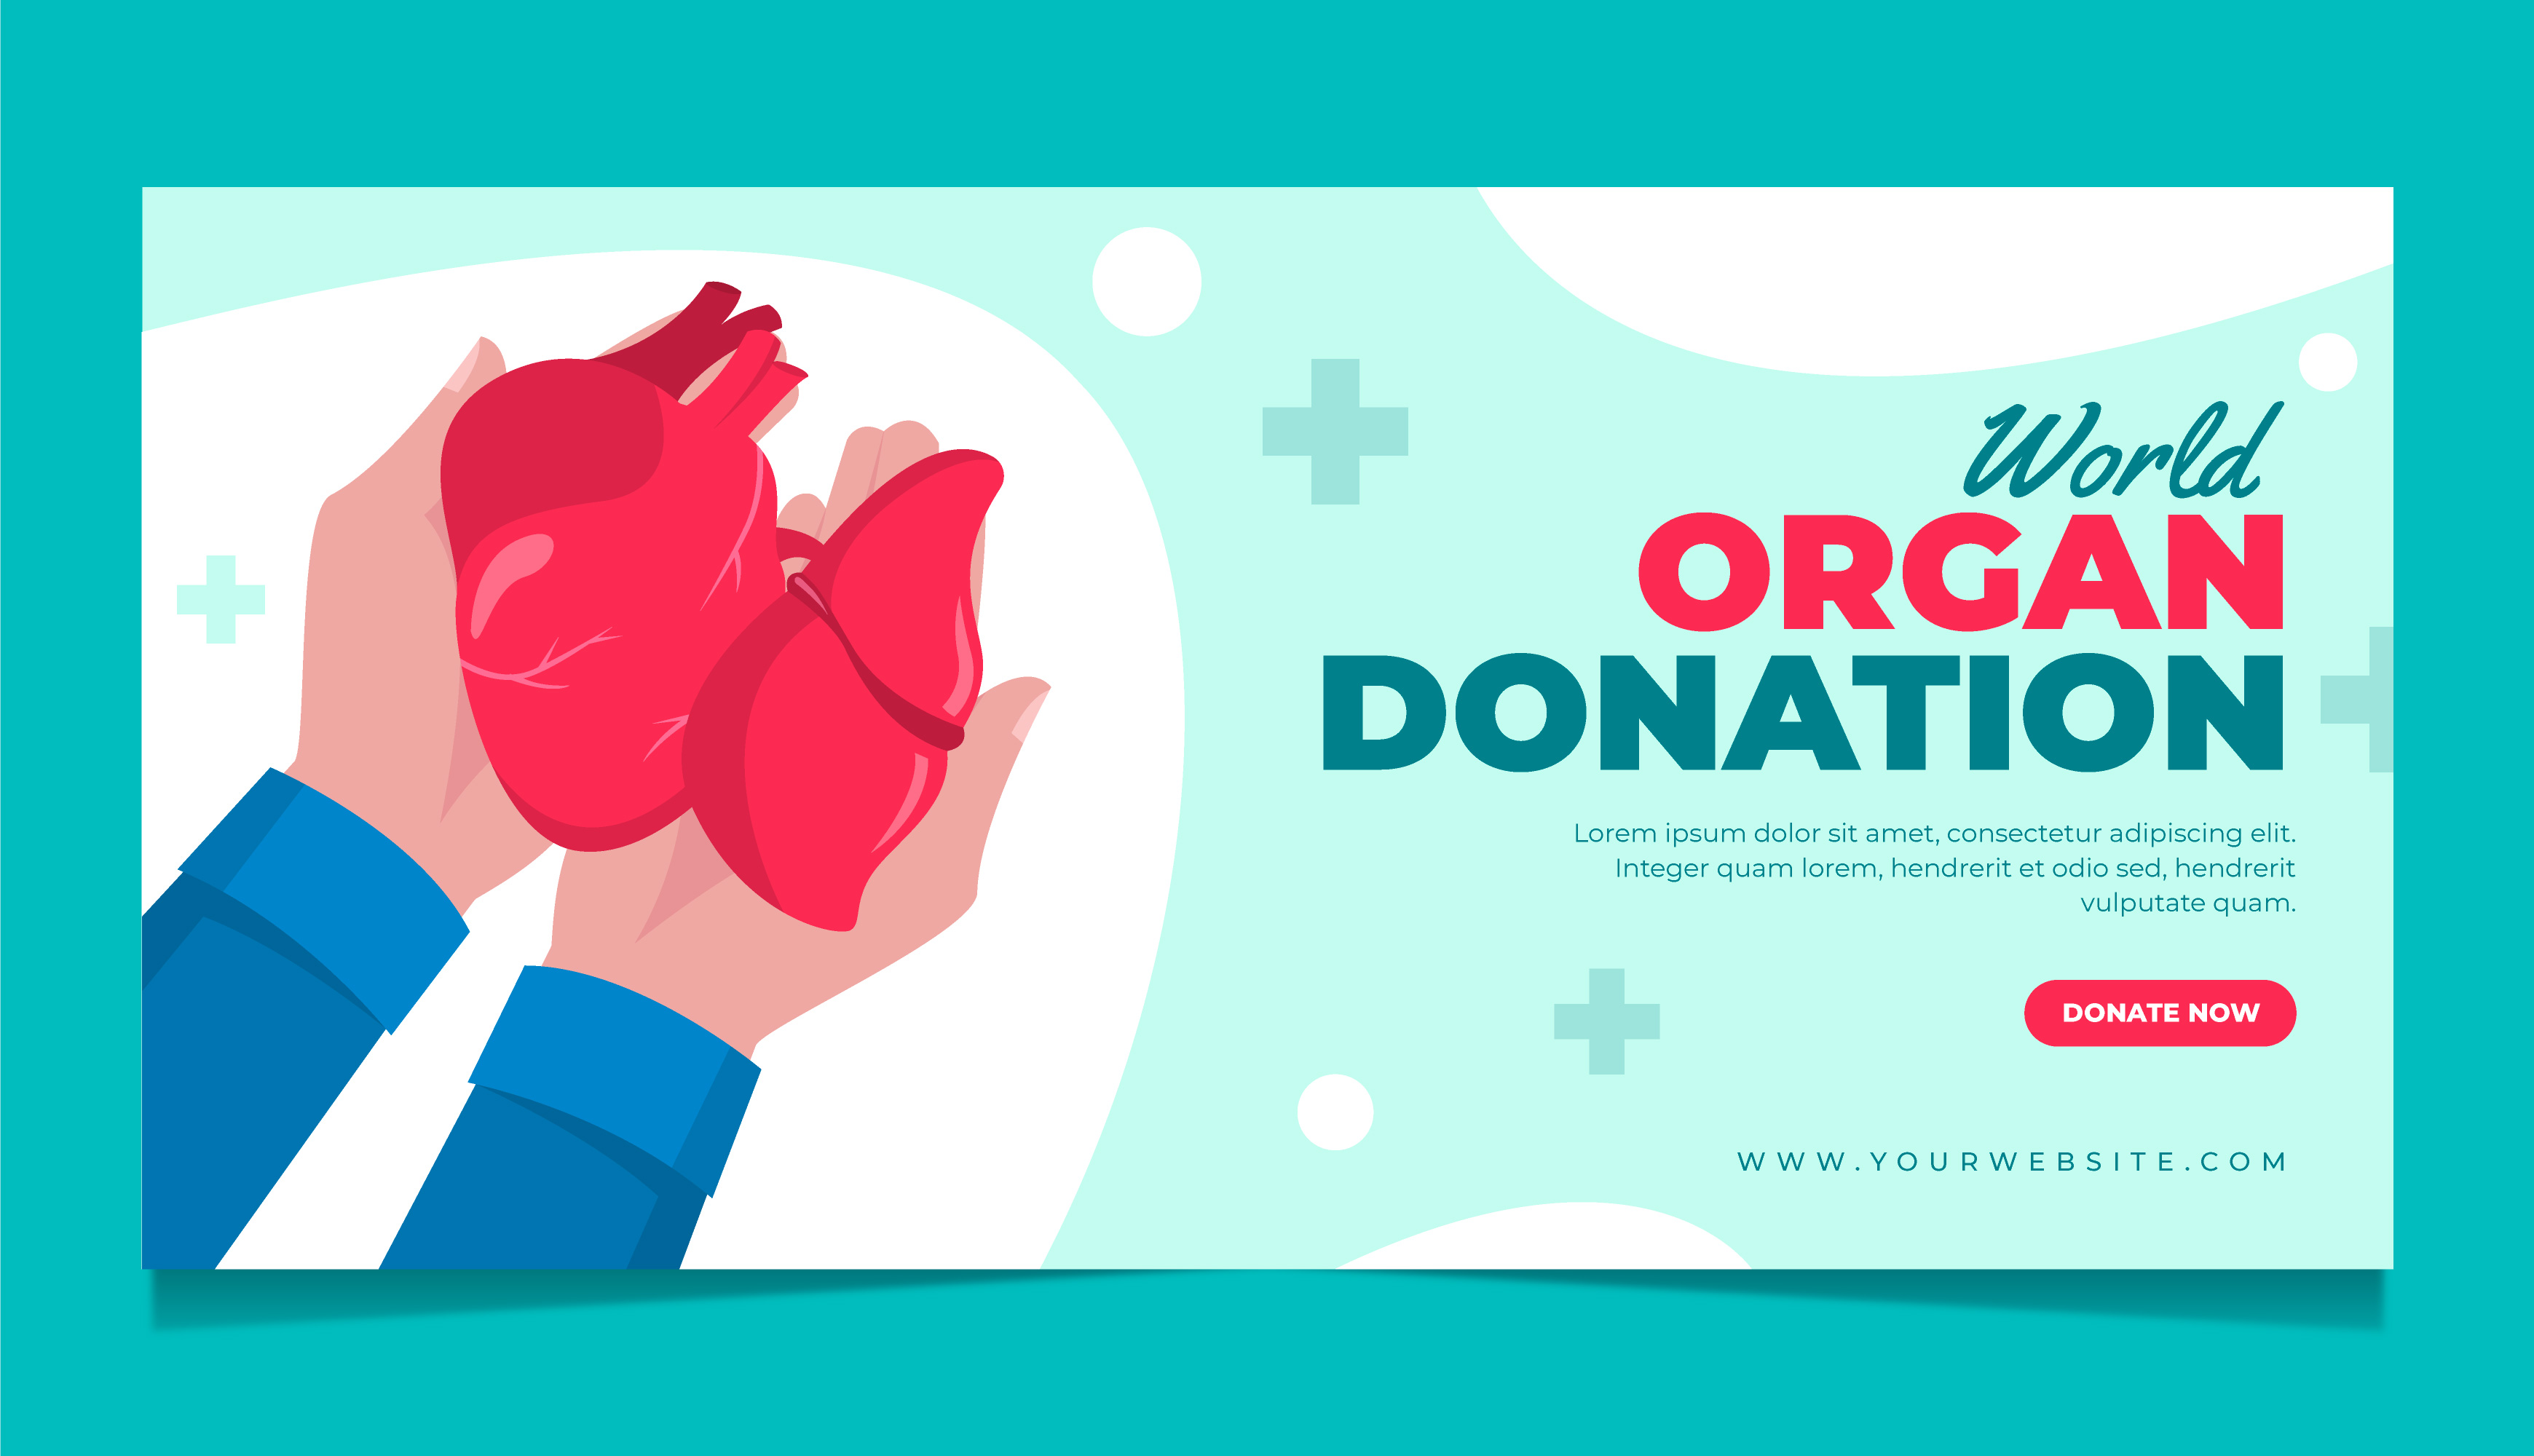 World
ORGAN
DONATION
Lorem ipsum dolor sit amet, consectetur adipiscing elit.
Integer quam lorem, hendrerit et odio sed, hendrerit
vulputate quam.
DONATE NOW
WWW.YOURWEBSITE.COM